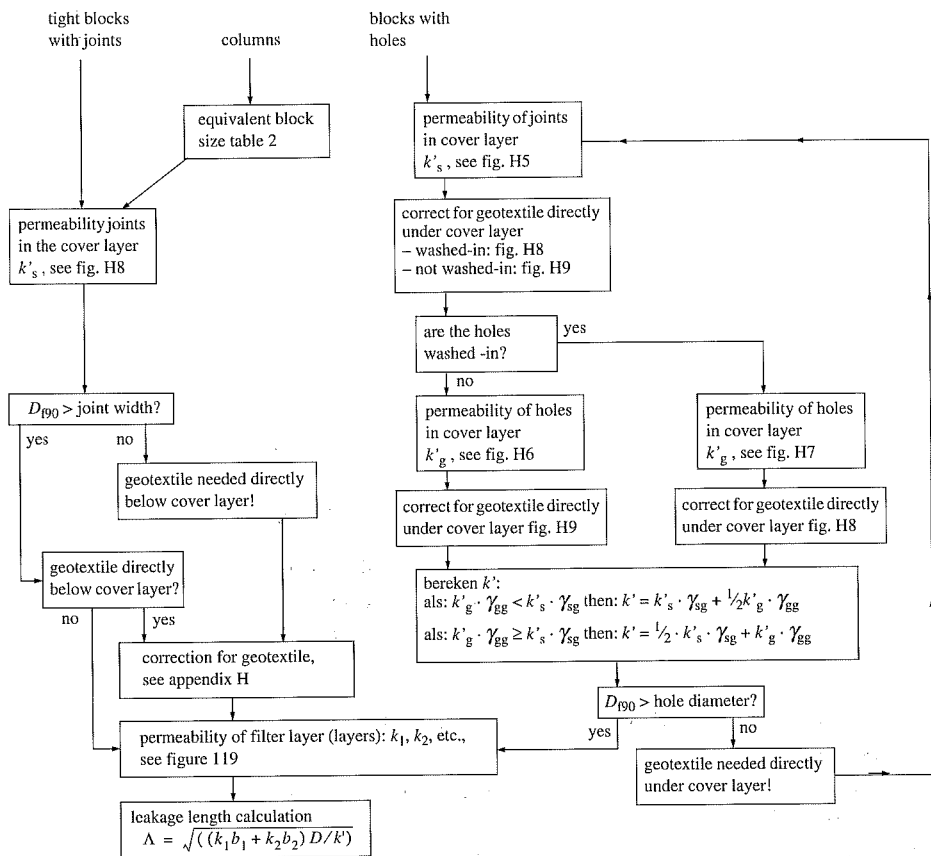 tight blocks
with joints
columns
blocks with
holes
equivalent block
size table 2
permeability joints
in the cover layer
k's , see fig. H8
Df90 > joint width?
yes
no
geotextile needed directly
below cover layer!
geotextile directly
below cover layer?
no
yes
correction for geotextile,
see appendix H
permeability of filter layer (layers): k1, k2, etc.,
see figure 119
leakage length calculation
Λ = √((k1b1 + k2b2) D/k')
permeability of joints
in cover layer
k's , see fig. H5
correct for geotextile directly
under cover layer
– washed-in: fig. H8
– not washed-in: fig. H9
are the holes
washed -in?
yes
no
permeability of holes
in cover layer
k'g , see fig. H6
permeability of holes
in cover layer
k'g , see fig. H7
correct for geotextile directly
under cover layer fig. H9
correct for geotextile directly
under cover layer fig. H8
bereken k':
als: k'g · γgg < k's · γsg then: k' = k's · γsg + 1/2k'g · γgg
als: k'g · γgg ≥ k's · γsg then: k' = 1/2 · k's · γsg + k'g · γgg
Df90 > hole diameter?
yes
no
geotextile needed directly
under cover layer!